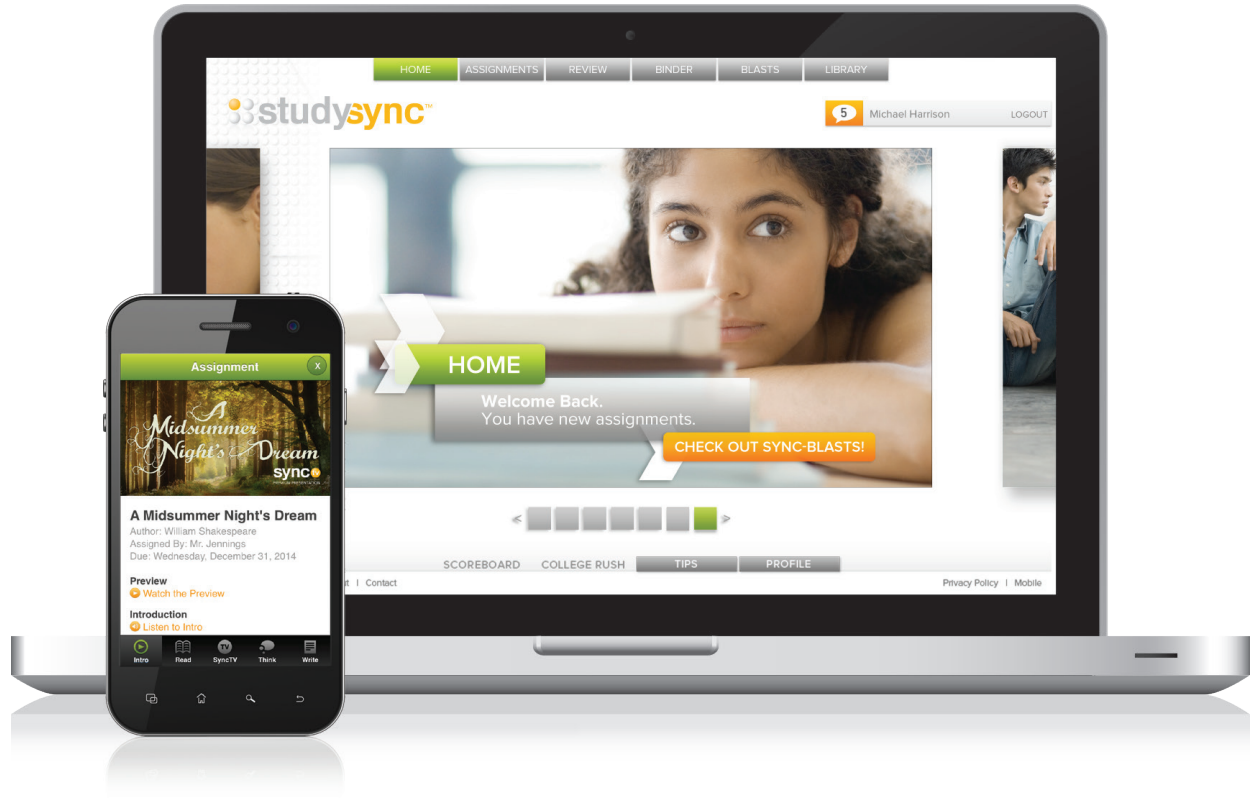 HOME
ASSIGNMENTS
REVIEW
BINDER
BLASTS
LIBRARY
studysync™
5
Michael Harrison
LOGOUT
HOME
Welcome Back.
You have new assignments.
CHECK OUT SYNC-BLASTS!
< >
SCOREBOARD
COLLEGE RUSH
TIPS
PROFILE
| Contact
Privacy Policy | Mobile
Assignment
X
A
Midsummer
Night's Dream
sync TV
A Midsummer Night's Dream
Author: William Shakespeare
Assigned By: Mr. Jennings
Due: Wednesday, December 31, 2014
Preview
Watch the Preview
Introduction
Listen to Intro
TV
Intro
Read
SyncTV
Think
Write